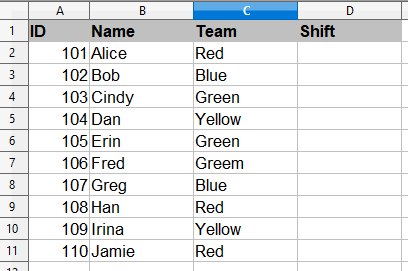 A B C D
1 ID Name Team Shift
2 101 Alice Red
3 102 Bob Blue
4 103 Cindy Green
5 104 Dan Yellow
6 105 Erin Green
7 106 Fred Greem
8 107 Greg Blue
9 108 Han Red
10 109 Irina Yellow
11 110 Jamie Red